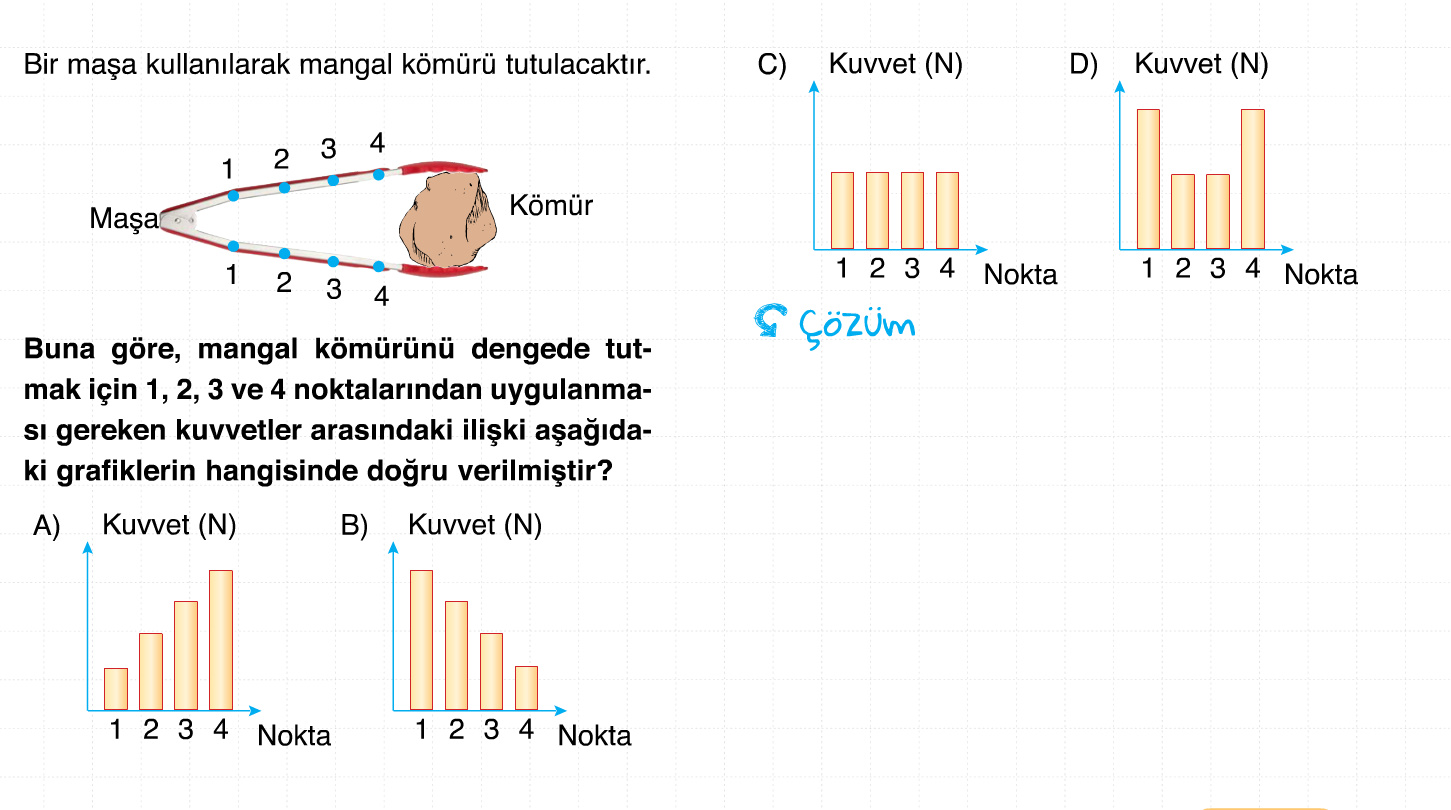 Bir maşa kullanılarak mangal kömürü tutulacaktır.
1 2 3 4
Maşa
Kömür
1 2 3 4
Buna göre, mangal kömürünü dengede tut-
mak için 1, 2, 3 ve 4 noktalarından uygulanma-
sı gereken kuvvetler arasındaki ilişki aşağıda-
ki grafiklerin hangisinde doğru verilmiştir?
A) Kuvvet (N)
1 2 3 4 Nokta
B) Kuvvet (N)
1 2 3 4 Nokta
C) Kuvvet (N)
1 2 3 4 Nokta
D) Kuvvet (N)
1 2 3 4 Nokta
Çözüm